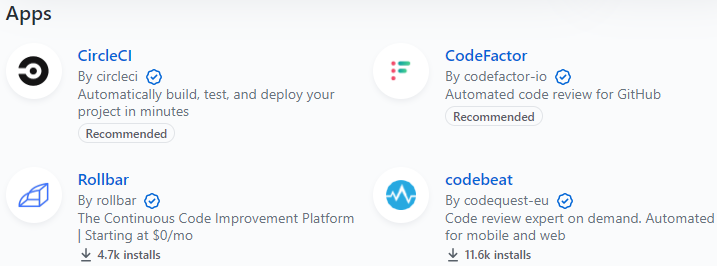 Apps
CircleCI
By circleci
Automatically build, test, and deploy your
project in minutes
Recommended
CodeFactor
By codefactor-io
Automated code review for GitHub
Recommended
Rollbar
By rollbar
The Continuous Code Improvement Platform
| Starting at $0/mo
4.7k installs
codebeat
By codequest-eu
Code review expert on demand. Automated
for mobile and web
11.6k installs